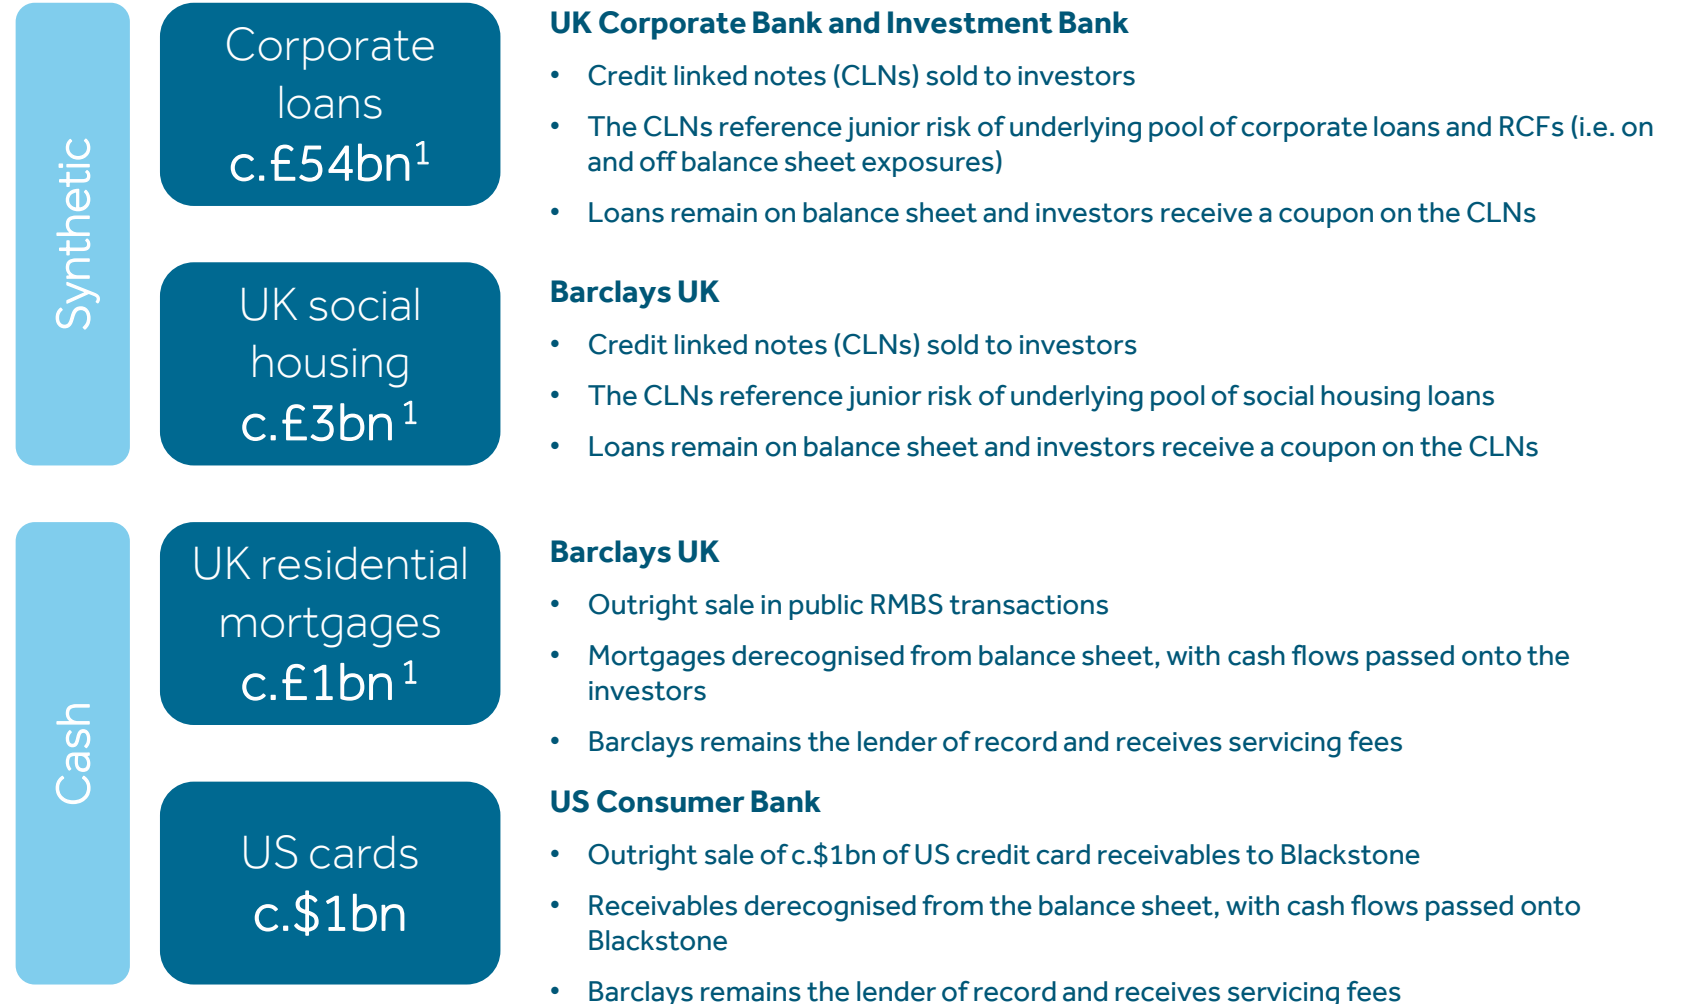 Synthetic
Corporate
loans
c.£54bn1
UK Corporate Bank and Investment Bank
• Credit linked notes (CLNs) sold to investors
• The CLNs reference junior risk of underlying pool of corporate loans and RCFs (i.e. on
and off balance sheet exposures)
• Loans remain on balance sheet and investors receive a coupon on the CLNs
UK social
housing
c.£3bn1
Barclays UK
• Credit linked notes (CLNs) sold to investors
• The CLNs reference junior risk of underlying pool of social housing loans
• Loans remain on balance sheet and investors receive a coupon on the CLNs
Cash
UK residential
mortgages
c.£1bn1
Barclays UK
• Outright sale in public RMBS transactions
• Mortgages derecognised from balance sheet, with cash flows passed onto the
investors
• Barclays remains the lender of record and receives servicing fees
US cards
c.$1bn
US Consumer Bank
• Outright sale of c.$1bn of US credit card receivables to Blackstone
• Receivables derecognised from the balance sheet, with cash flows passed onto
Blackstone
• Barclays remains the lender of record and receives servicing fees